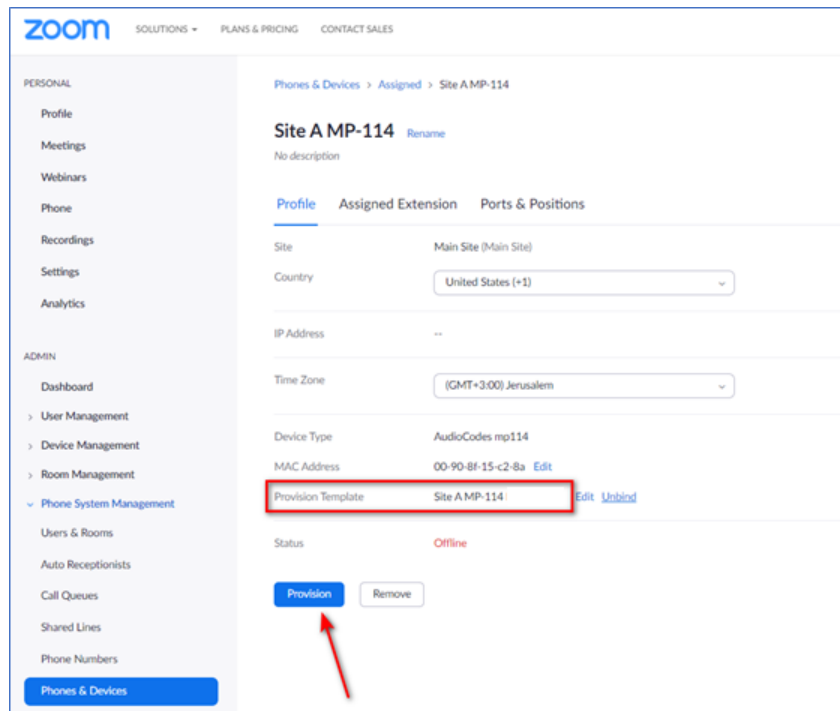 zoom SOLUTIONS PLANS & PRICING CONTACT SALES
PERSONAL
Profile
Meetings
Webinars
Phone
Recordings
Settings
Analytics
ADMIN
Dashboard
User Management
Device Management
Room Management
Phone System Management
Users & Rooms
Auto Receptionists
Call Queues
Shared Lines
Phone Numbers
Phones & Devices
Phones & Devices > Assigned > Site A MP-114
Site A MP-114 Rename
No description
Profile Assigned Extension Ports & Positions
Site Main Site (Main Site)
Country United States (+1)
IP Address --
Time Zone (GMT+3:00) Jerusalem
Device Type AudioCodes mp114
MAC Address 00-90-8f-15-c2-8a Edit
Provision Template Site A MP-114 Edit Unbind
Status Offline
Provision Remove